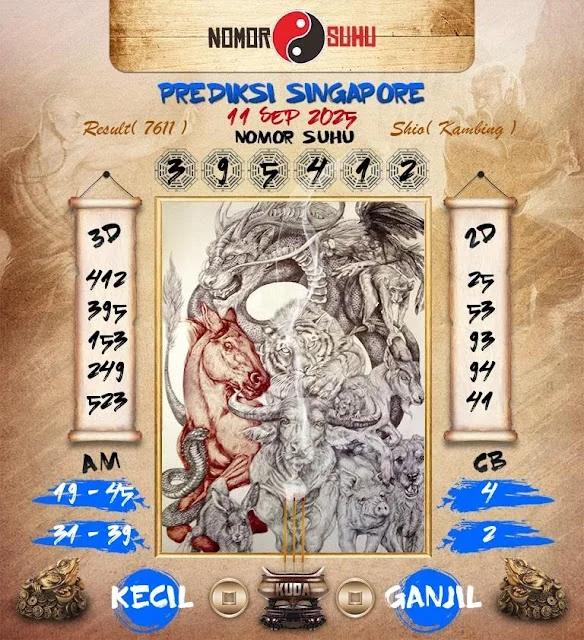 NOMOR SUHU
PREDIKSI SINGAPORE
11 SEP 2025
Result( 7611 )
NOMOR SUHU
Shio( Kambing )
3 9 5 4 1 2
3D
412
395
153
249
523
2D
25
53
93
94
41
AM
19 - 45
31 - 39
CB
4
2
KECIL
KUDA
GANJIL